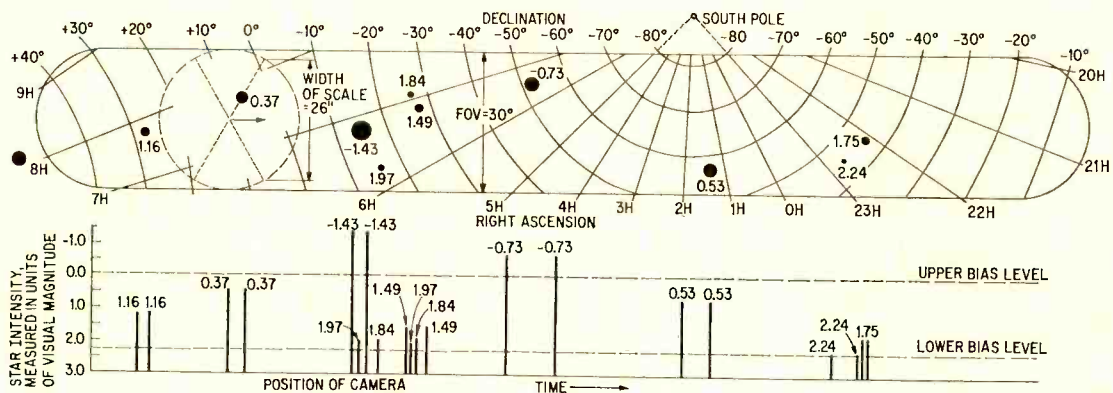 DECLINATION
SOUTH POLE
+40° +30° +20° +10° 0° -10° -20° -30° -40° -50° -60° -70° -80° -80° -70° -60° -50° -40° -30° -20° -10°
9H
8H
7H
6H
5H
4H
3H
2H
1H
0H
23H
22H
21H
20H
1.16
0.37
WIDTH
OF SCALE
=26"
1.84
1.49
-1.43
1.97
FOV=30°
-0.73
0.53
1.75
2.24
RIGHT ASCENSION
STAR INTENSITY,
MEASURED IN UNITS
OF VISUAL MAGNITUDE
-1.0
0.0
1.0
2.0
3.0
1.16 1.16
0.37 0.37
-1.43 -1.43
1.97
1.84
1.49
1.97
1.84
1.49
-0.73 -0.73
0.53 0.53
2.24
2.24
1.75
UPPER BIAS LEVEL
LOWER BIAS LEVEL
POSITION OF CAMERA TIME